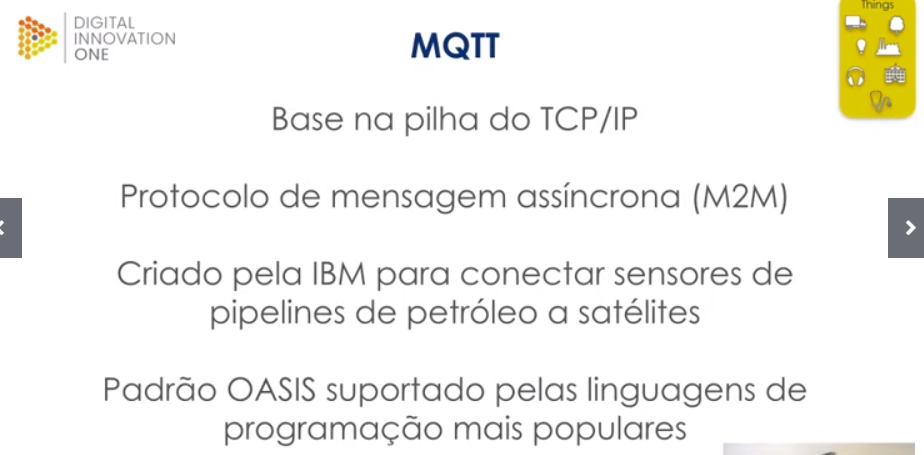 DIGITAL
INNOVATION
ONE
MQTT
Things
Base na pilha do TCP/IP
Protocolo de mensagem assíncrona (M2M)
Criado pela IBM para conectar sensores de
pipelines de petróleo a satélites
Padrão OASIS suportado pelas linguagens de
programação mais populares